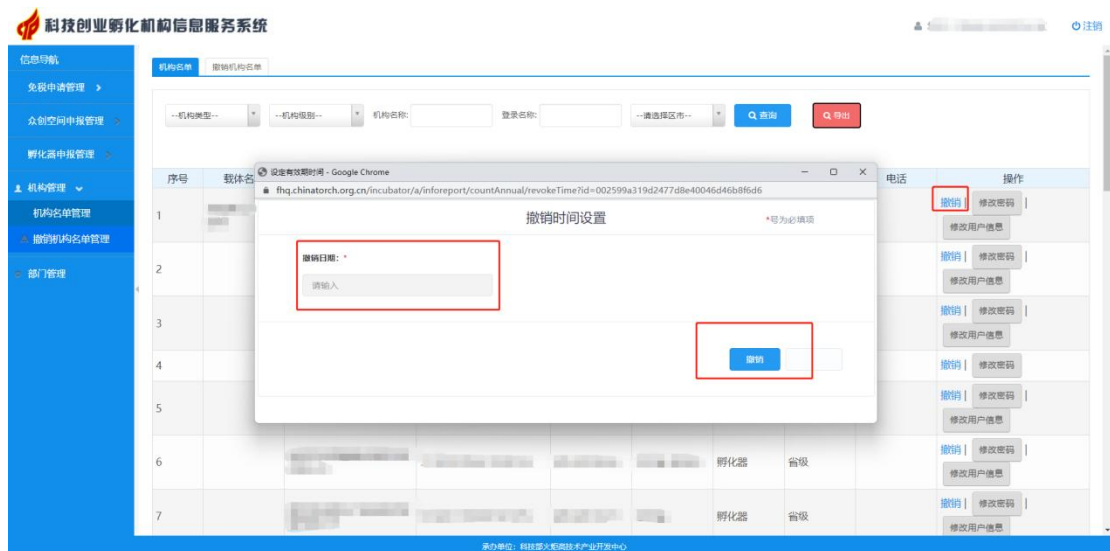 科技创业孵化机构信息服务系统
注销
信息导航
免税申请管理
众创空间申报管理
孵化器申报管理
机构管理
机构名单管理
撤销机构名单管理
部门管理
机构名单 撤销机构名单
--机构类型-- --机构级别-- 机构名称: 登录名称: --请选择区市-- 查询 导出
序号 载体名 电话 操作
设定有效期时间 - Google Chrome
fhq.chinatorch.org.cn/incubator/a/inforeport/countAnnual/revokeTime?id=002599a319d2477d8e40046d46b8f6d6
撤销时间设置 *号为必填项
撤销日期: *
请输入
撤销
1 撤销 | 修改密码 |
修改用户信息
2 撤销 | 修改密码 |
修改用户信息
3 撤销 | 修改密码 |
修改用户信息
4 撤销 | 修改密码
5 撤销 | 修改密码 |
修改用户信息
6 孵化器 省级 撤销 | 修改密码 |
修改用户信息
7 孵化器 省级 撤销 | 修改密码 |
修改用户信息
承办单位：科技部火炬高技术产业开发中心